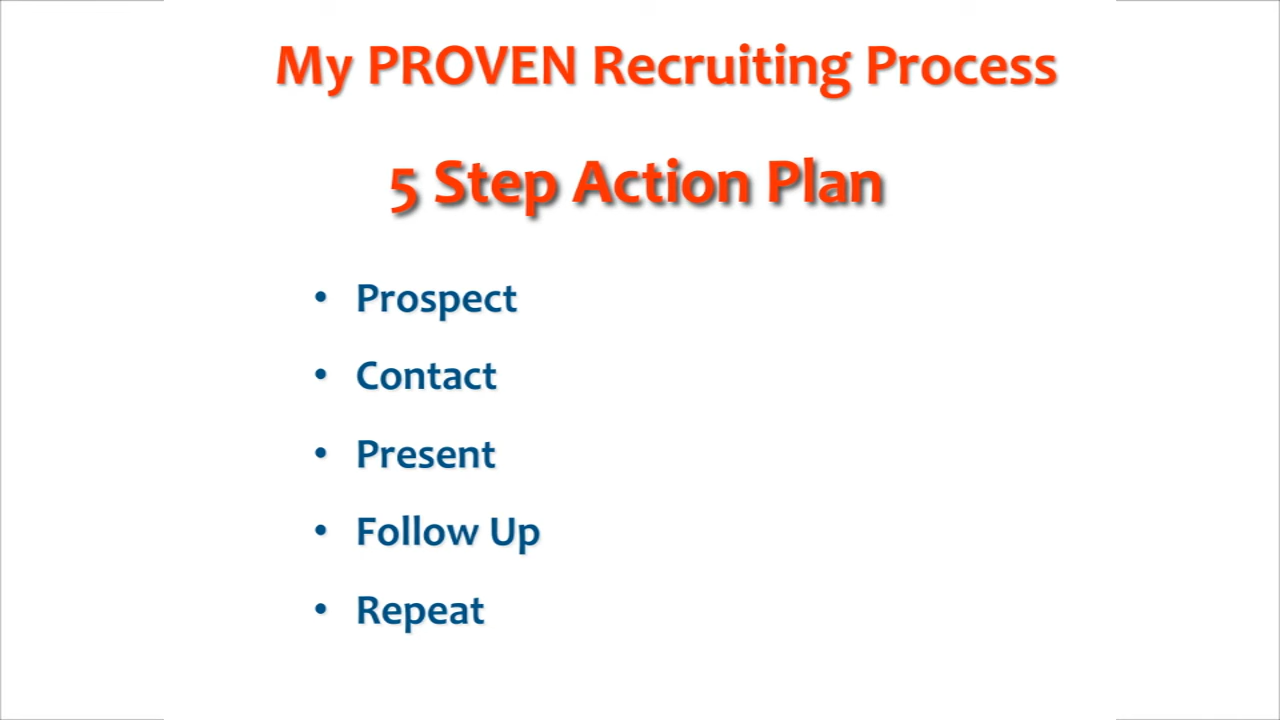 My PROVEN Recruiting Process
5 Step Action Plan
• Prospect
• Contact
• Present
• Follow Up
• Repeat